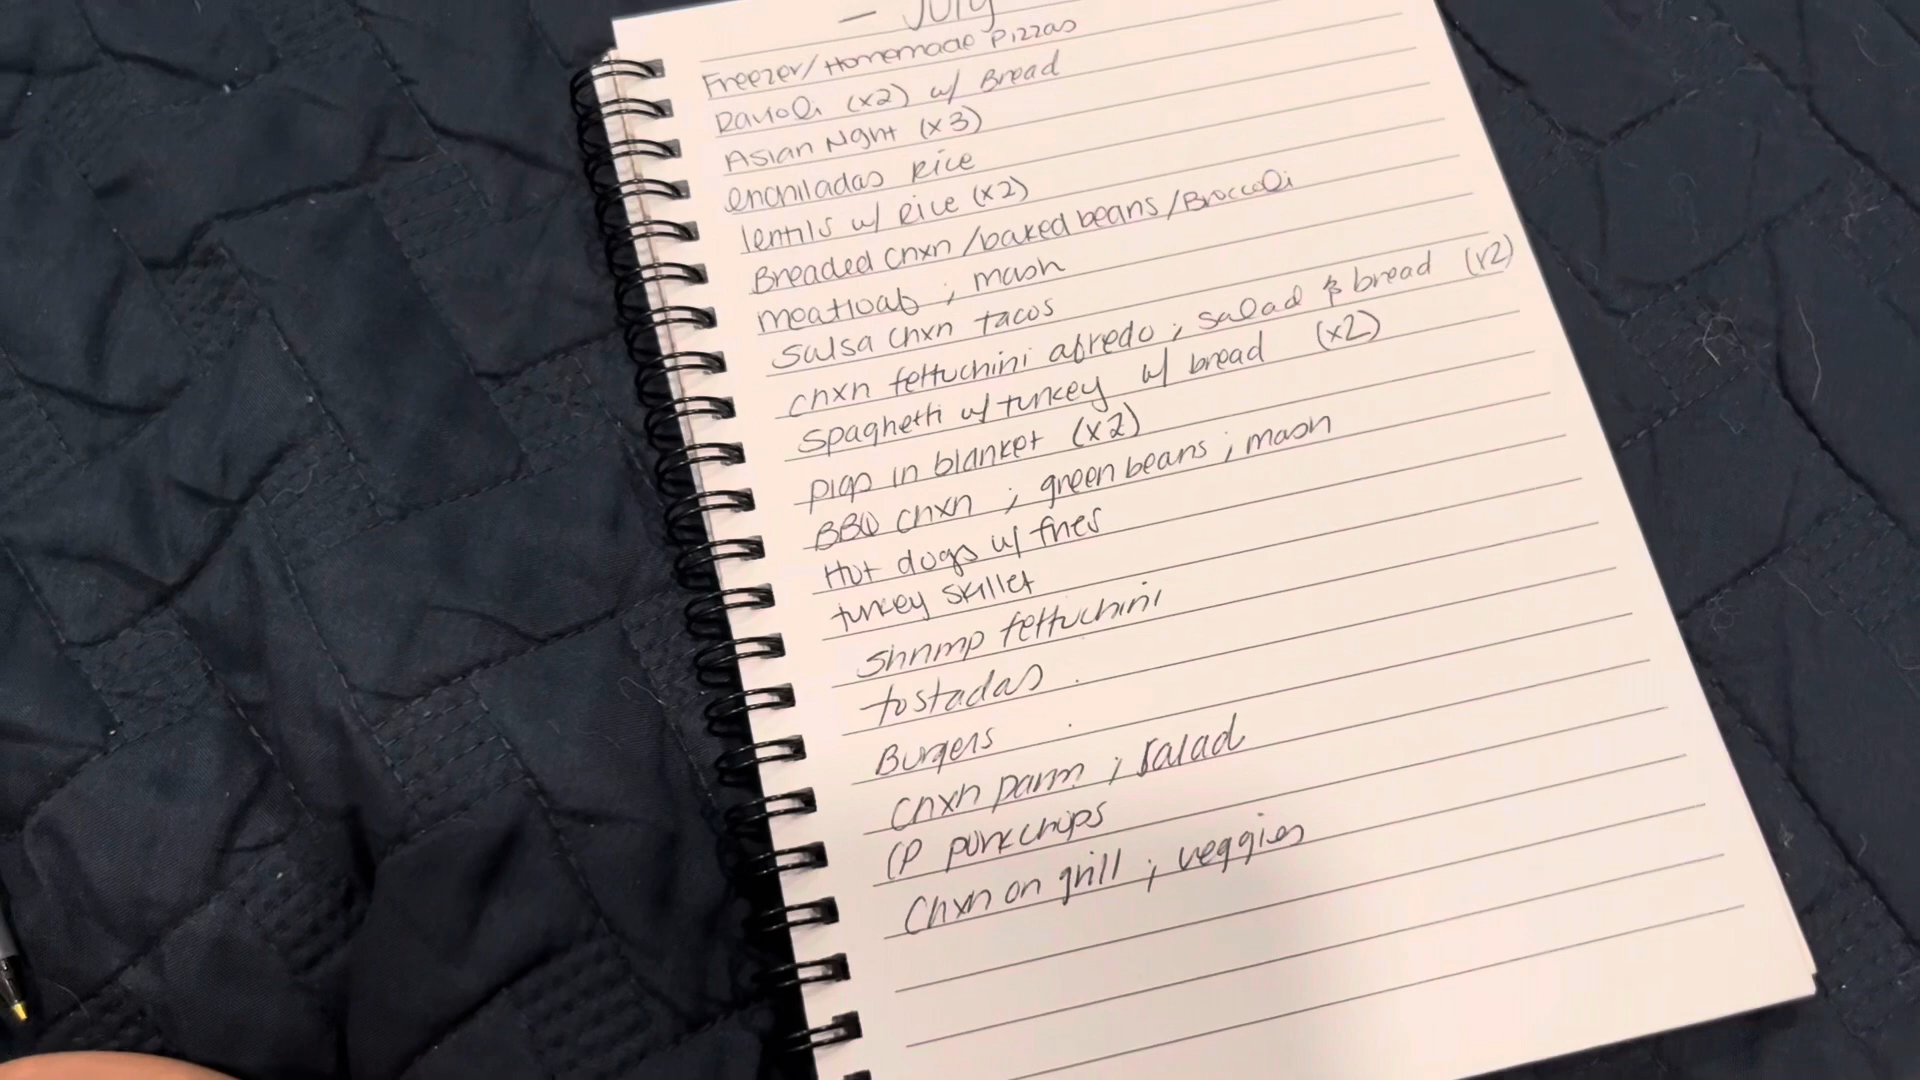 - July
Freezer/Homemade Pizzas
Ravioli (x2) w/ Bread
Asian Nght (x3)
enchiladas Rice
lentils w/ Rice (x2)
Breaded chxn /baked beans/Broccoli
meatloaf ; mash
Salsa chxn tacos
chxn fettuchini afredo ; salad & bread (x2)
spaghetti w/ turkey w/ bread (x2)
pigs in blanket (x2)
BBQ chxn ; green beans ; mash
Hot dogs w/ fries
turkey skillet
shrimp fettuchini
tostadas
Burgers
Chxn parm ; salad
CP porkchops
Chxn on grill ; veggies